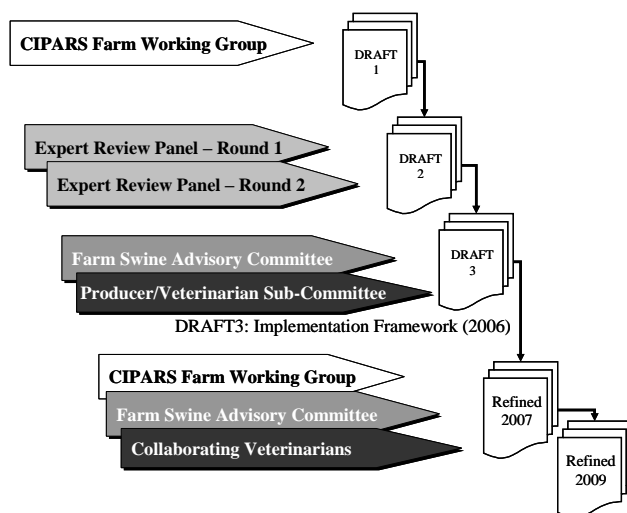 CIPARS Farm Working Group
DRAFT
1
Expert Review Panel – Round 1
Expert Review Panel – Round 2
DRAFT
2
Farm Swine Advisory Committee
Producer/Veterinarian Sub-Committee
DRAFT
3
DRAFT3: Implementation Framework (2006)
CIPARS Farm Working Group
Farm Swine Advisory Committee
Collaborating Veterinarians
Refined
2007
Refined
2009